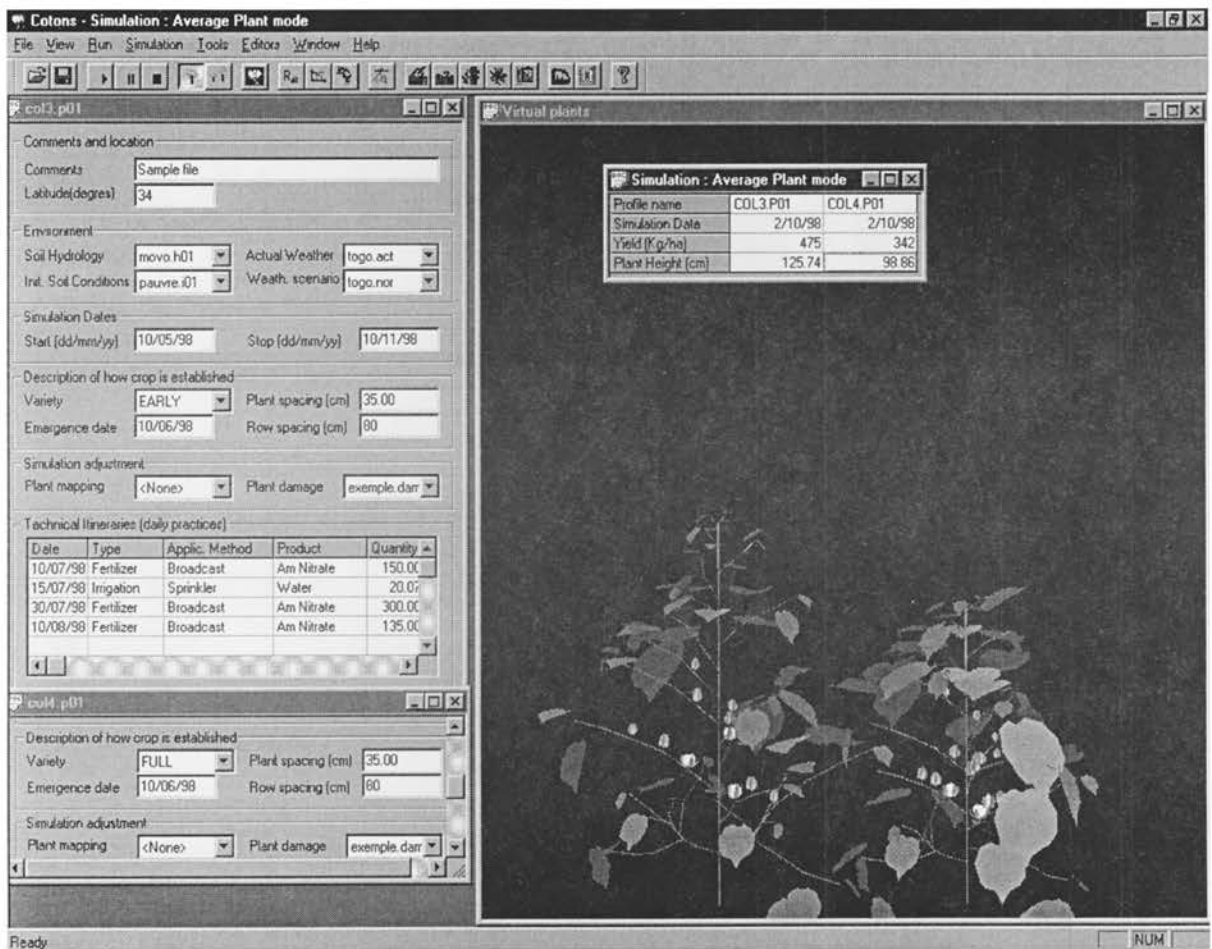 Cotons - Simulation : Average Plant mode
File View Run Simulation Tools Editors Window Help
col3.p01
Comments and location
Comments Sample file
Latitude(degres) 34
Environment
Soil Hydrology movo.h01 Actual Weather togo.act
Init. Soil Conditions pauvre.i01 Weath. scenario togo.nor
Simulation Dates
Start (dd/mm/yy) 10/05/98 Stop (dd/mm/yy) 10/11/98
Description of how crop is established
Variety EARLY Plant spacing (cm) 35.00
Emergence date 10/06/98 Row spacing (cm) 80
Simulation adjustment
Plant mapping <None> Plant damage exemple.dam
Technical Itineraries (daily practices)
Date Type Applic. Method Product Quantity
10/07/98 Fertilizer Broadcast Am Nitrate 150.00
15/07/98 Irrigation Sprinkler Water 20.07
30/07/98 Fertilizer Broadcast Am Nitrate 300.00
10/08/98 Fertilizer Broadcast Am Nitrate 135.00
col4.p01
Description of how crop is established
Variety FULL Plant spacing (cm) 35.00
Emergence date 10/06/98 Row spacing (cm) 80
Simulation adjustment
Plant mapping <None> Plant damage exemple.dam
Virtual plants
Simulation : Average Plant mode
Profile name COL3.P01 COL4.P01
Simulation Date 2/10/98 2/10/98
Yield (Kg/ha) 475 342
Plant Height (cm) 125.74 98.86
Ready
NUM